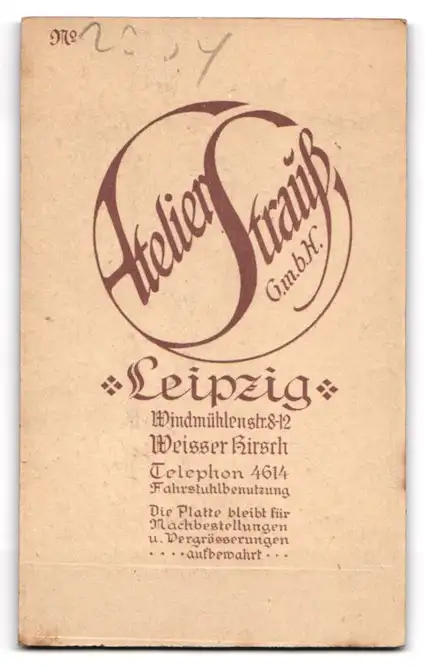 No
Atelier Strauß
G.m.b.H.
Leipzig
Windmühlenstr. 8-12
Weisser Hirsch
Telephon 4614
Fahrstuhlbenutzung
Die Platte bleibt für
Nachbestellungen
u. Vergrösserungen
····aufbewahrt···